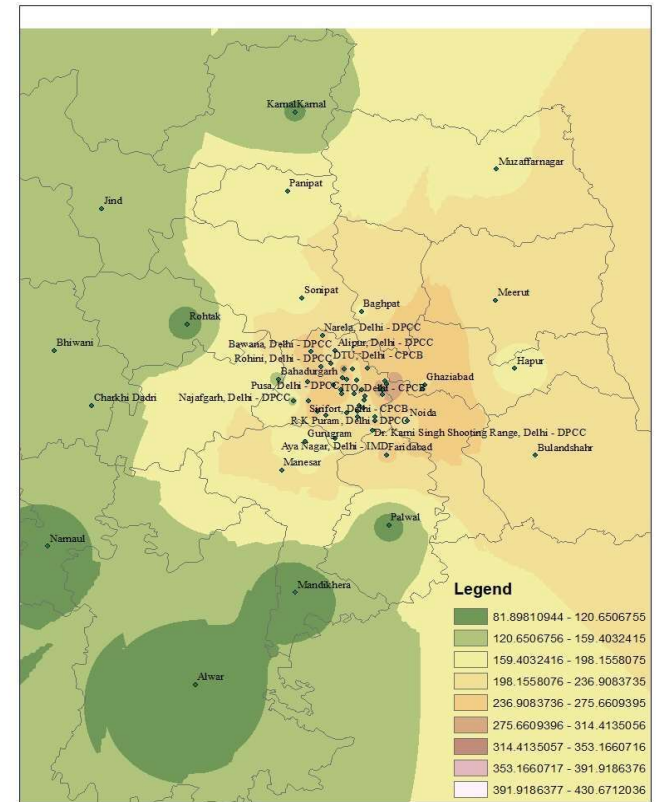 KarnalKarnal
Muzaffarnagar
Panipat
Jind
Sonipat
Meerut
Baghpat
Rohtak
Narela, Delhi - DPCC
Bhiwani
Bawana, Delhi - DPCC
Alipur, Delhi - DPCC
Rohini, Delhi - DPCC
DTU, Delhi - CPCB
Hapur
Bahadurgarh
Ghaziabad
Pusa, Delhi - DPCC
ITO, Delhi - CPCB
Charkhi Dadri
Najafgarh, Delhi - DPCC
Sirifort, Delhi - CPCB
Noida
R K Puram, Delhi - DPCC
Gurugram
Dr. Karni Singh Shooting Range, Delhi - DPCC
Aya Nagar, Delhi - IMD
Faridabad
Bulandshahr
Manesar
Palwal
Narnaul
Mandikhera
Alwar
Legend
81.89810944 - 120.6506755
120.6506756 - 159.4032415
159.4032416 - 198.1558075
198.1558076 - 236.9083735
236.9083736 - 275.6609395
275.6609396 - 314.4135056
314.4135057 - 353.1660716
353.1660717 - 391.9186376
391.9186377 - 430.6712036